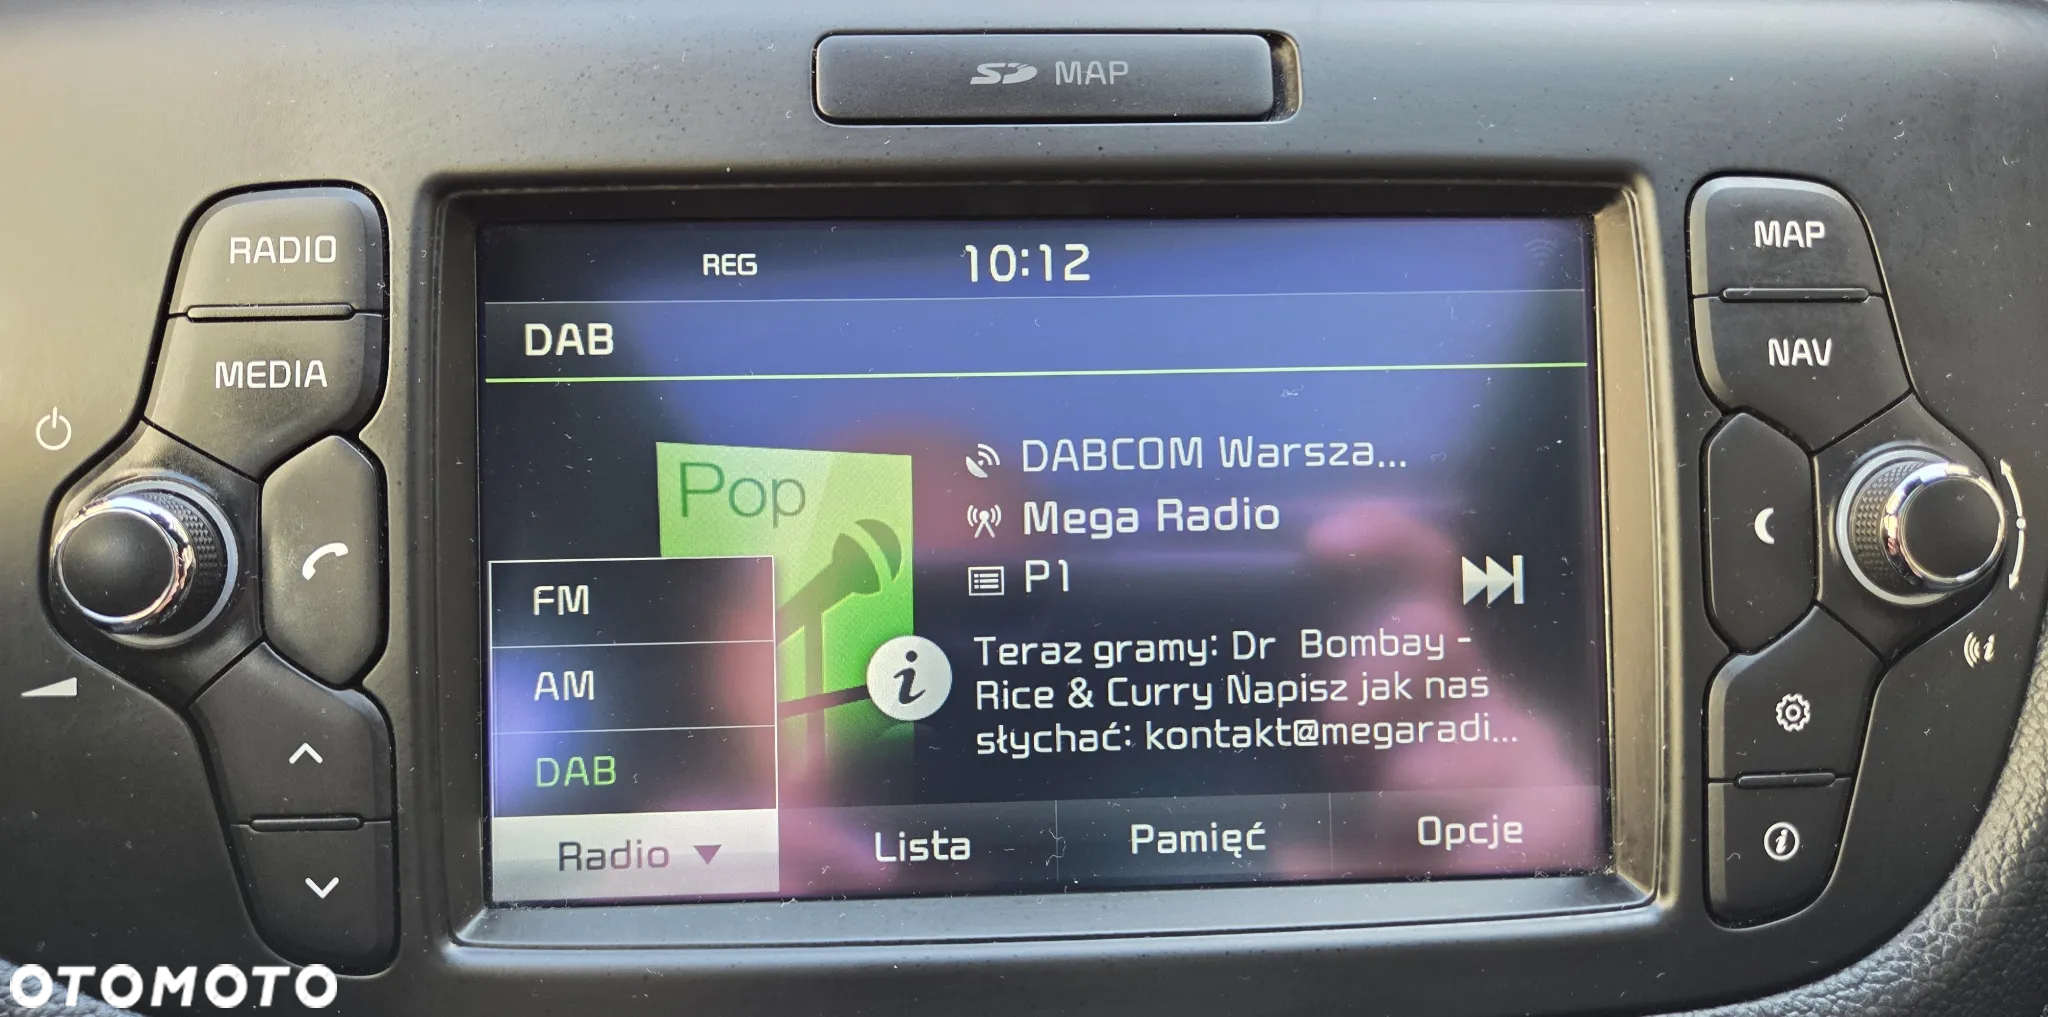 SD MAP
RADIO
MEDIA
MAP
NAV
REG 10:12
DAB
Pop
DABCOM Warsza...
Mega Radio
P1
Teraz gramy: Dr Bombay -
Rice & Curry Napisz jak nas
słychać: kontakt@megaradi...
FM
AM
DAB
Radio
Lista
Pamięć
Opcje
OTOMOTO